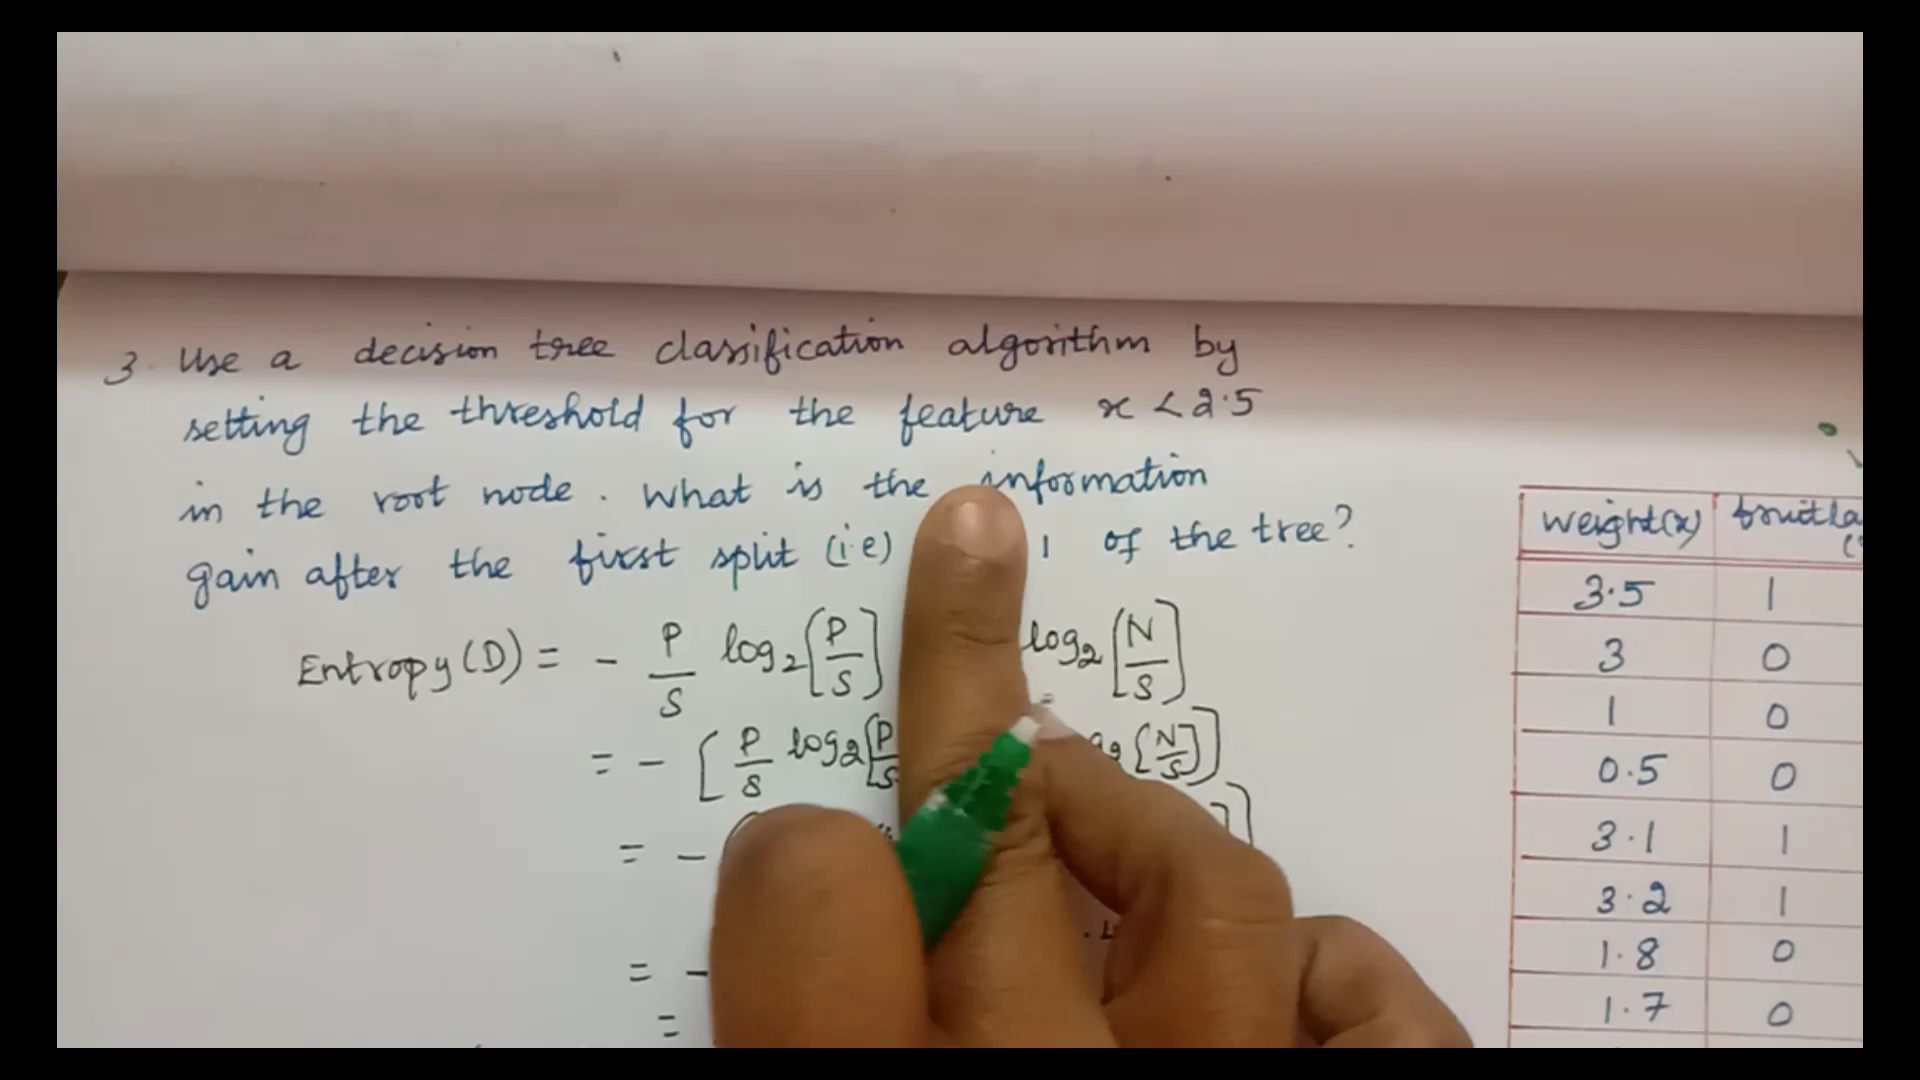 3. Use a decision tree classification algorithm by
setting the threshold for the feature x < 2.5
in the root node. What is the information
gain after the first split (i.e) 1 of the tree?
Entropy (D) = - P/S log2 [P/S] log2 [N/S]
= - [ P/S log2 [P/S [N/S]]
= -
= -
=
weight(x)
3.5 1
3 0
1 0
0.5 0
3.1 1
3.2 1
1.8 0
1.7 0